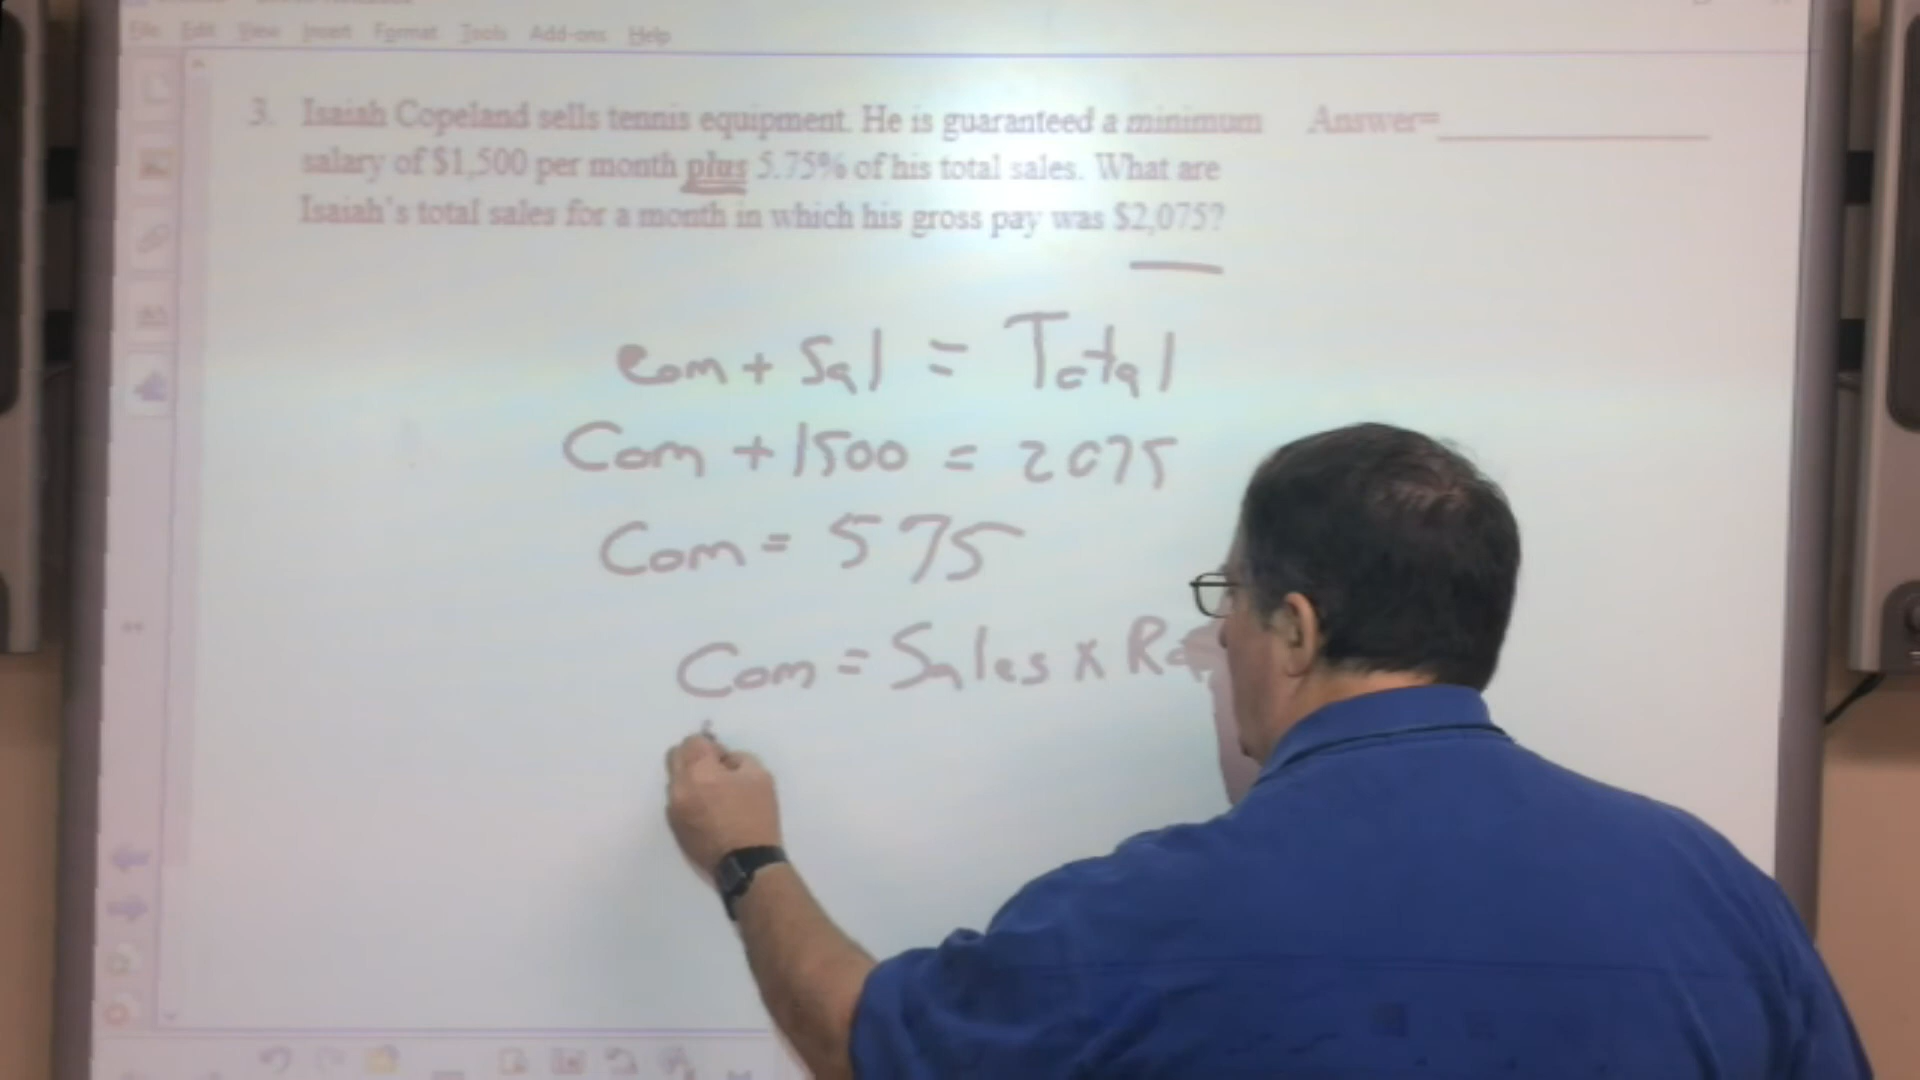 File Edit View Insert Format Tools Add-ons Help
3. Isaiah Copeland sells tennis equipment. He is guaranteed a minimum Answer=
salary of $1,500 per month plus 5.75% of his total sales. What are
Isaiah's total sales for a month in which his gross pay was $2,075?
Com + Sal = Total
Com + 1500 = 2075
Com = 575
Com = Sales x